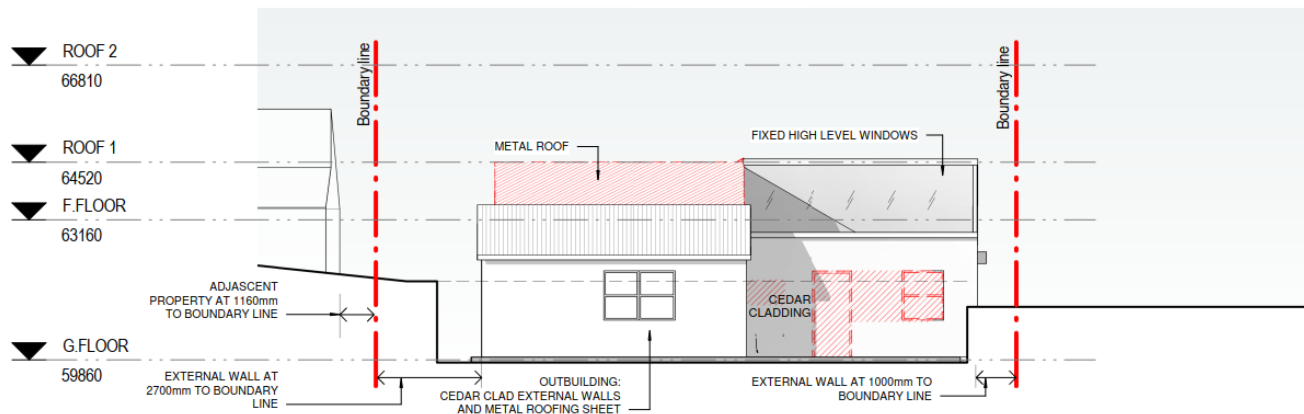 ROOF 2
66810
Boundary line
Boundary line
METAL ROOF
FIXED HIGH LEVEL WINDOWS
ROOF 1
64520
F.FLOOR
63160
ADJASCENT
PROPERTY AT 1160mm
TO BOUNDARY LINE
CEDAR
CLADDING
G.FLOOR
59860
EXTERNAL WALL AT
2700mm TO BOUNDARY
LINE
OUTBUILDING:
CEDAR CLAD EXTERNAL WALLS
AND METAL ROOFING SHEET
EXTERNAL WALL AT 1000mm TO
BOUNDARY LINE